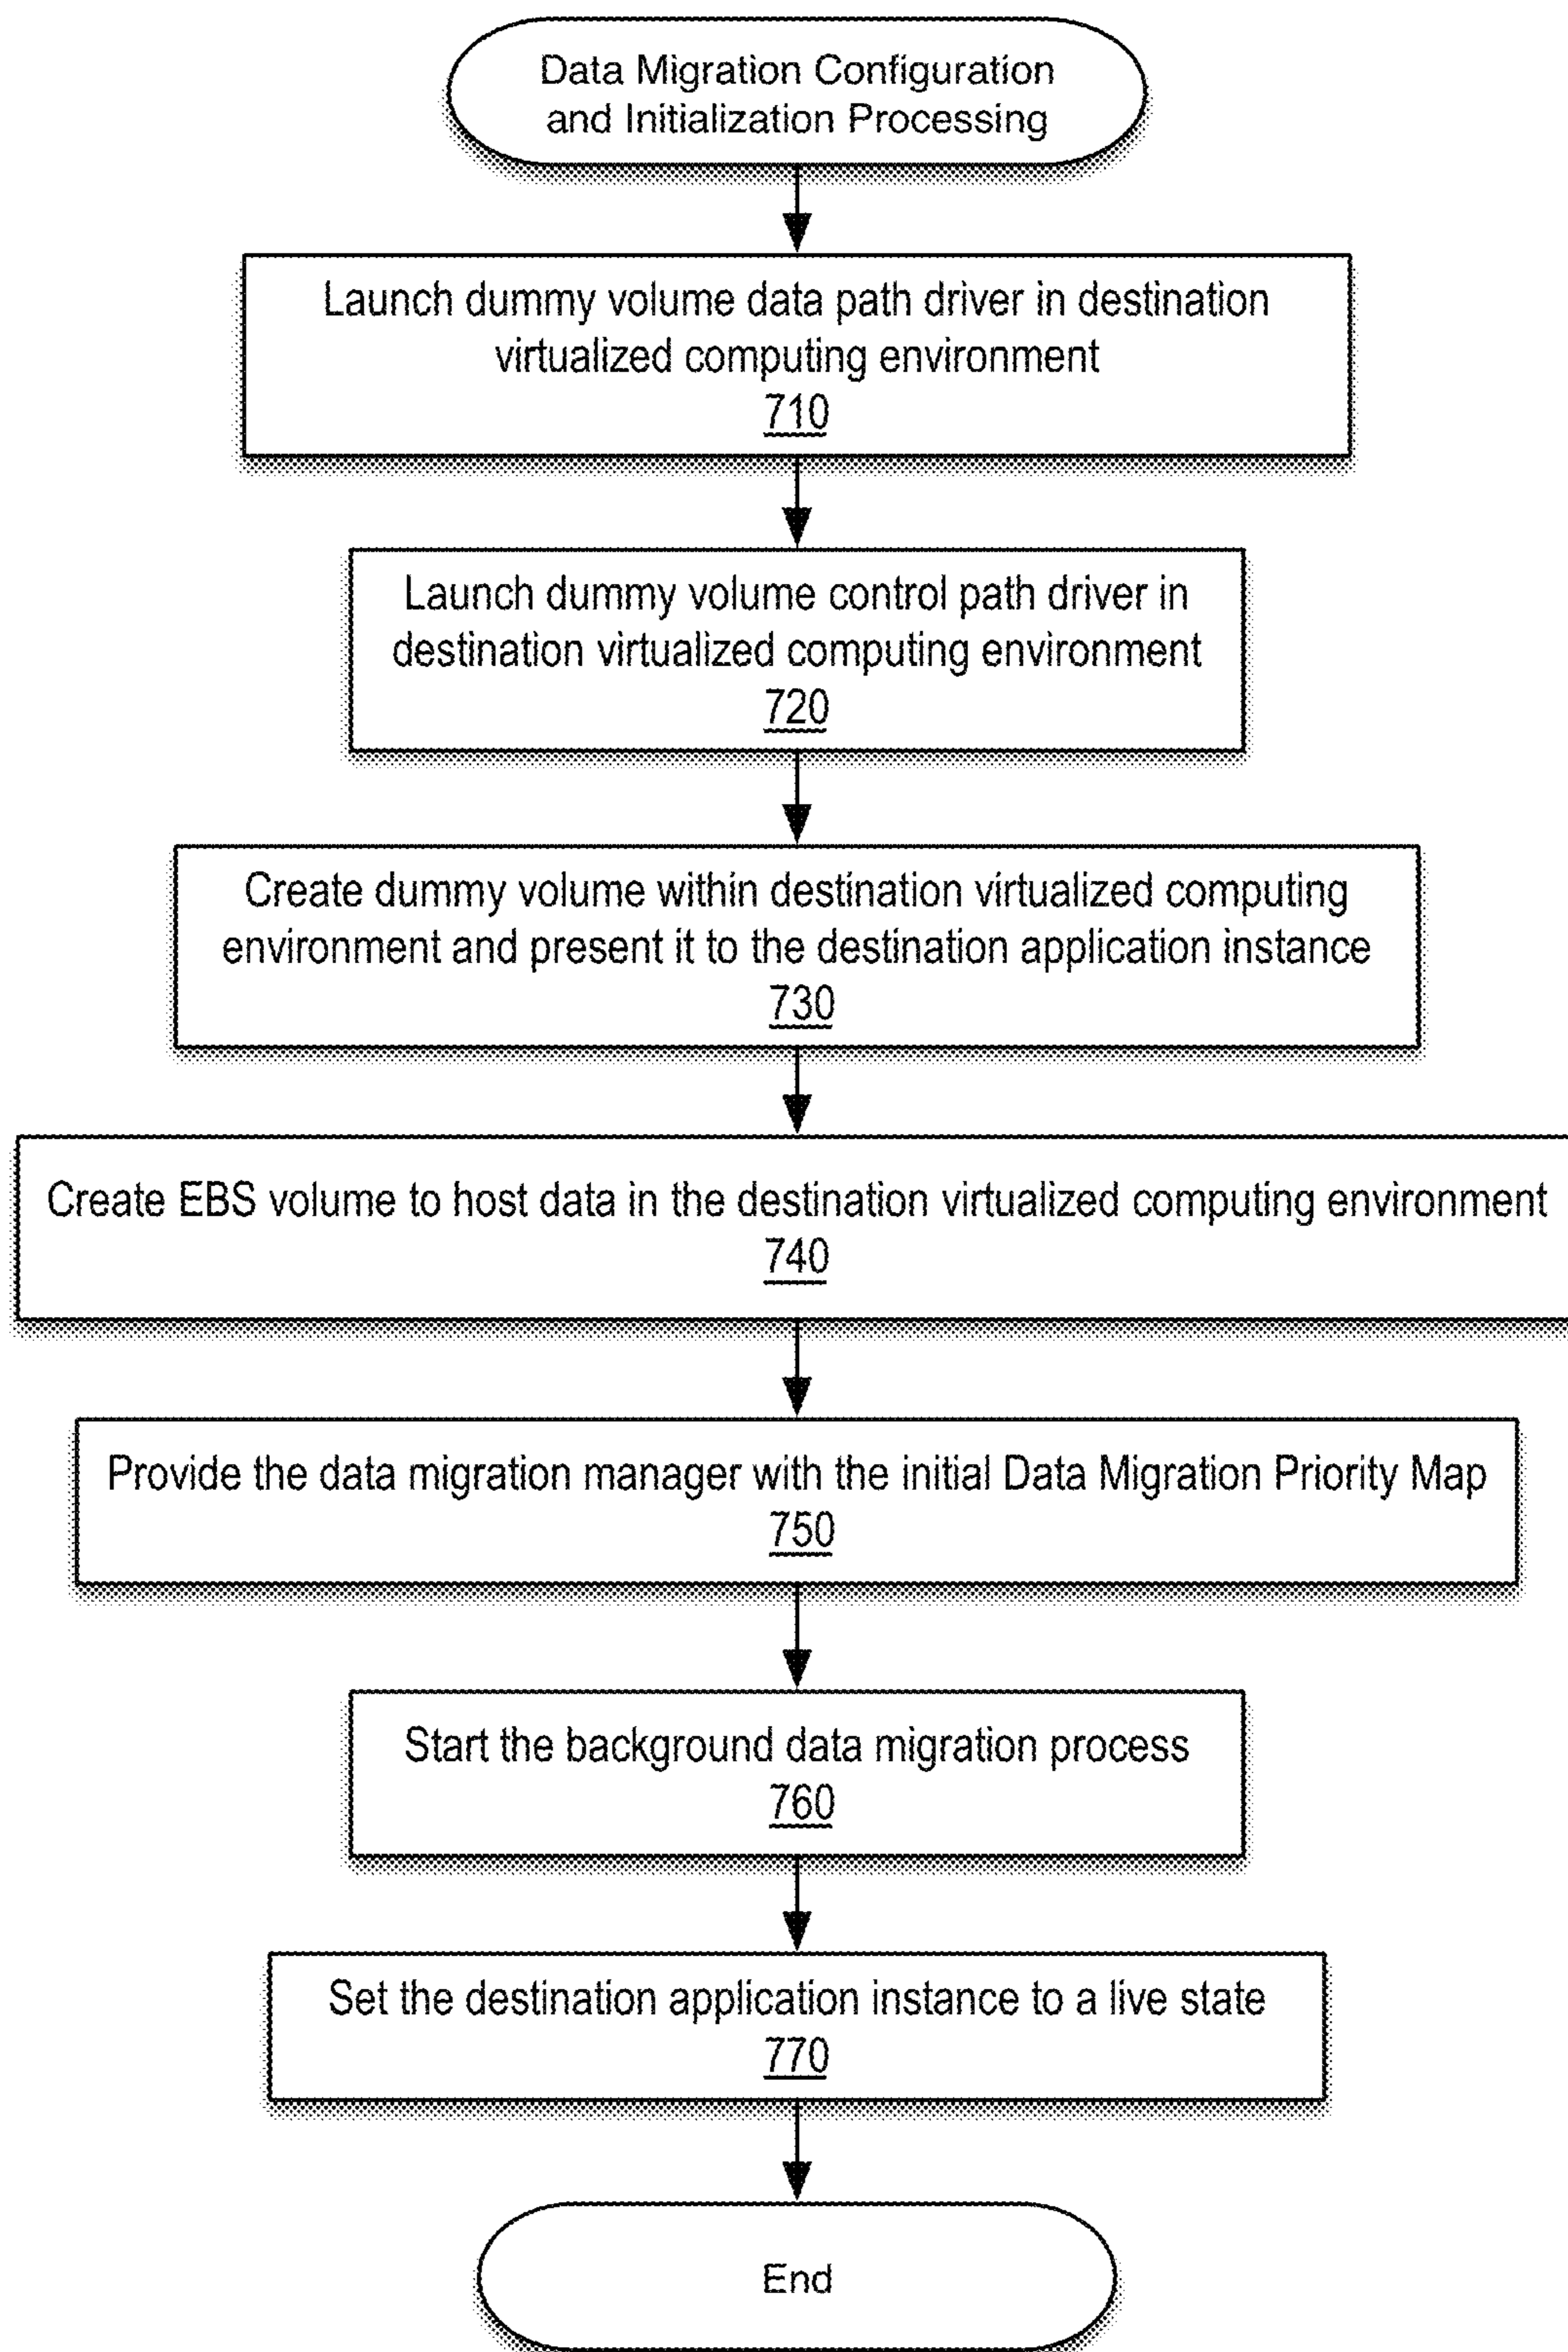 Data Migration Configuration
and Initialization Processing
Launch dummy volume data path driver in destination
virtualized computing environment
710
Launch dummy volume control path driver in
destination virtualized computing environment
720
Create dummy volume within destination virtualized computing
environment and present it to the destination application instance
730
Create EBS volume to host data in the destination virtualized computing environment
740
Provide the data migration manager with the initial Data Migration Priority Map
750
Start the background data migration process
760
Set the destination application instance to a live state
770
End